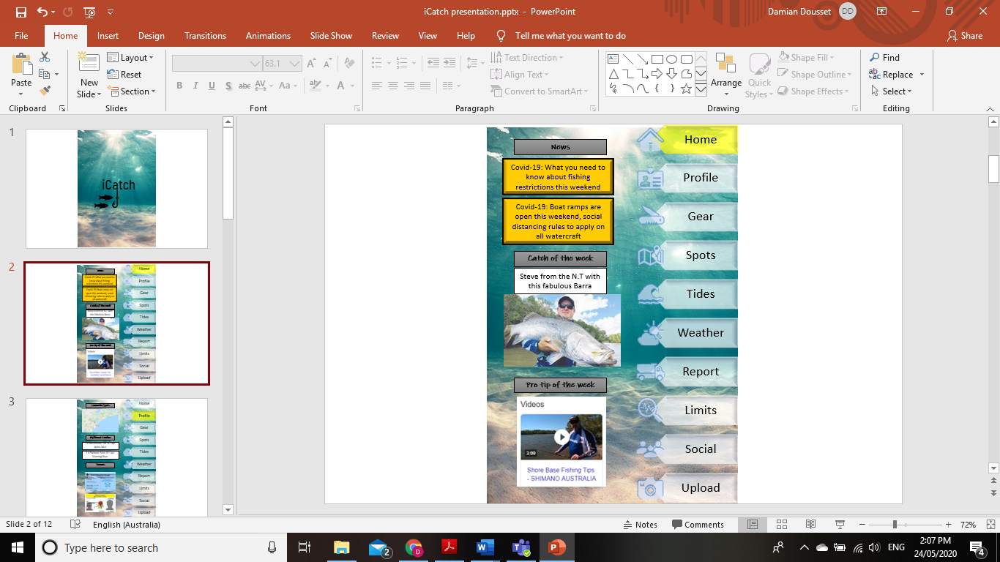 iCatch presentation.pptx - PowerPoint
Damian Dousset
DD
File Home Insert Design Transitions Animations Slide Show Review View Help Tell me what you want to do
Share
Paste
Clipboard
New
Slide
Layout
Reset
Section
Slides
63.1
B I U S abc AV Aa
A
Font
Text Direction
Align Text
Convert to SmartArt
Paragraph
Arrange
Quick
Styles
Shape Fill
Shape Outline
Shape Effects
Drawing
Find
Replace
Select
Editing
1
iCatch
2
Home
Profile
Gear
Spots
Tides
Weather
Report
Limits
Social
Upload
Videos
3
Home
Profile
Gear
Spots
Tides
Weather
Report
Limits
Social
Upload
News
Covid-19: What you need to
know about fishing
restrictions this weekend
Covid-19: Boat ramps are
open this weekend, social
distancing rules to apply on
all watercraft
Catch of the week
Steve from the N.T with
this fabulous Barra
Pro tip of the week
Videos
3:09
Shore Base Fishing Tips
- SHIMANO AUSTRALIA
Home
Profile
Gear
Spots
Tides
Weather
Report
Limits
Social
Upload
Slide 2 of 12
English (Australia)
Notes
Comments
72%
Type here to search
2
D
ENG
2:07 PM
24/05/2020
4